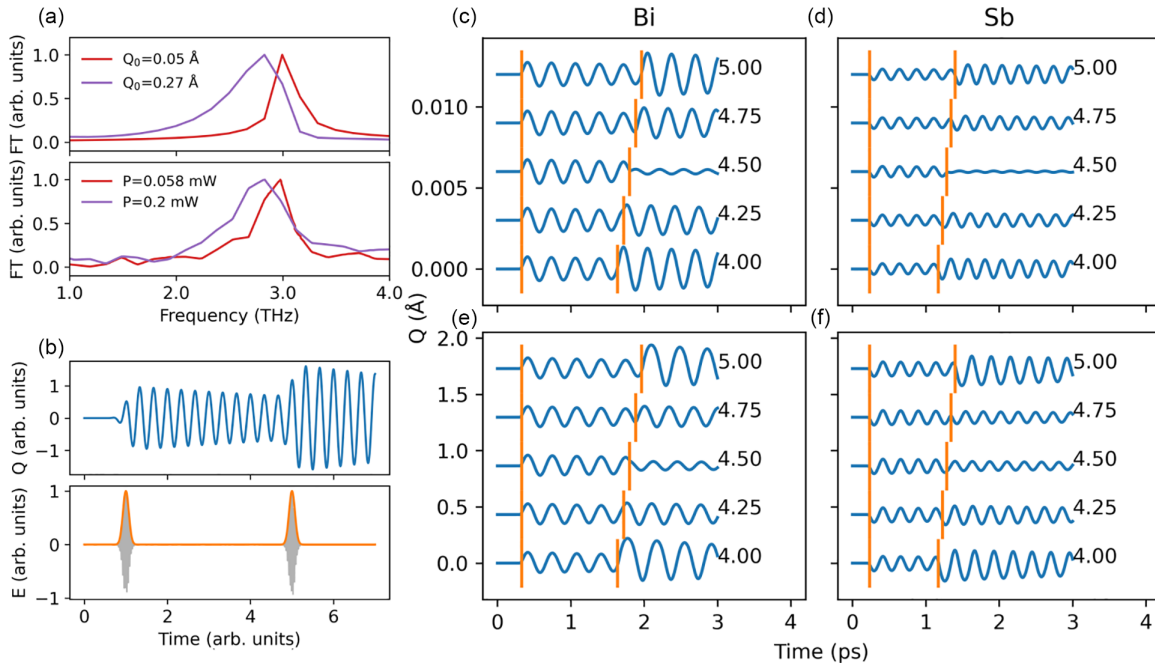 (a)
FT (arb. units)
1.0
0.5
0.0
Q₀=0.05 Å
Q₀=0.27 Å
FT (arb. units)
1.0
0.5
0.0
P=0.058 mW
P=0.2 mW
1.0 2.0 3.0 4.0
Frequency (THz)
(b)
Q (arb. units)
1
0
−1
E (arb. units)
1
0
−1
0 2 4 6
Time (arb. units)
Bi
Sb
(c)
0.010
0.005
0.000
5.00
4.75
4.50
4.25
4.00
(d)
5.00
4.75
4.50
4.25
4.00
Q (Å)
(e)
2.0
1.5
1.0
0.5
0.0
5.00
4.75
4.50
4.25
4.00
0 1 2 3 4
(f)
5.00
4.75
4.50
4.25
4.00
0 1 2 3 4
Time (ps)